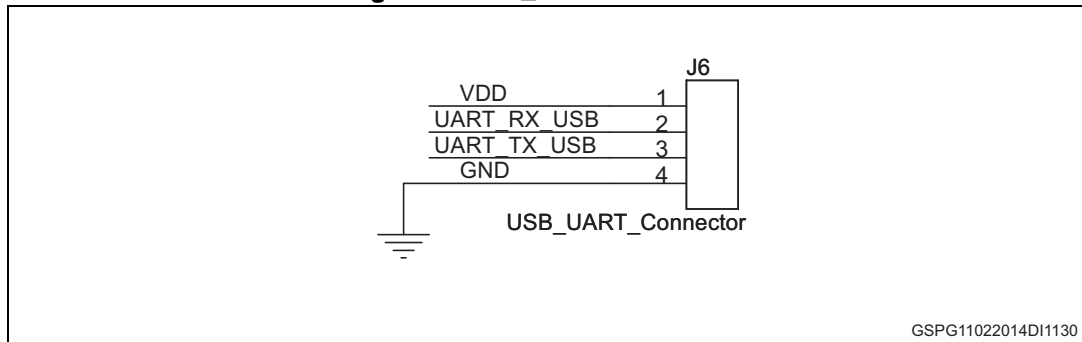 J6
VDD 1
UART_RX_USB 2
UART_TX_USB 3
GND 4
USB_UART_Connector
GSPG11022014DI1130